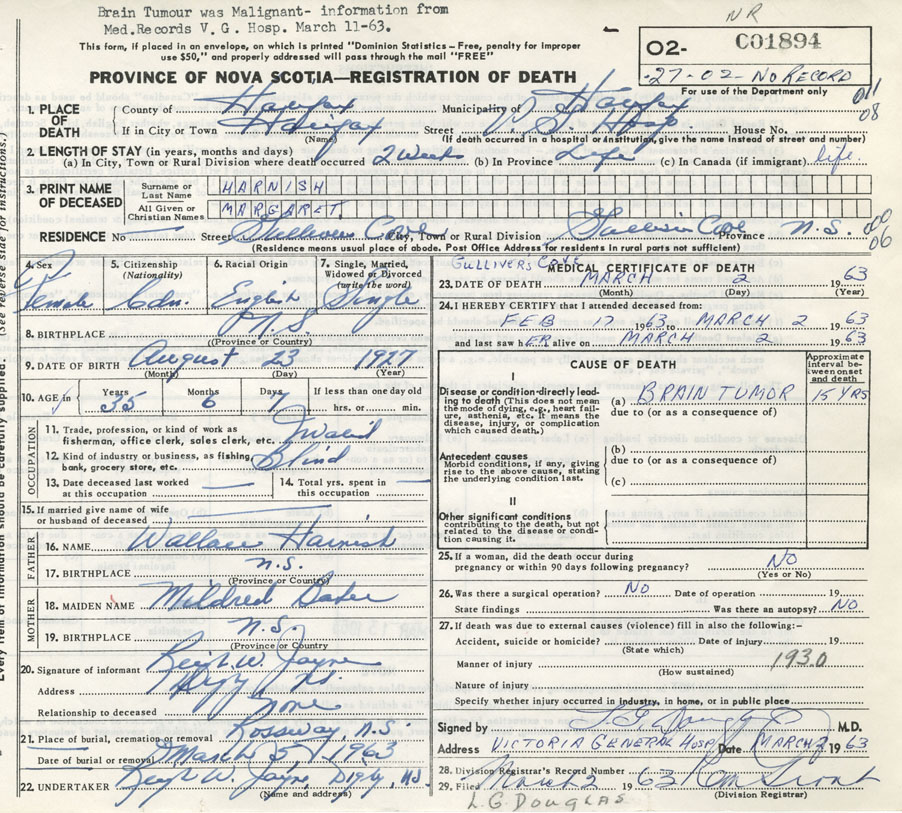 Brain Tumour was Malignant- information from
Med.Records V. G. Hosp. March 11-63.
NR
This form, if placed in an envelope, on which is printed "Dominion Statistics - Free, penalty for improper
use $50," and properly addressed will pass through the mail "FREE"
O2- C01894
-27-02- NO RECORD
For use of the Department only
PROVINCE OF NOVA SCOTIA—REGISTRATION OF DEATH
011
08
1. PLACE OF DEATH
County of Halifax Municipality of Halifax
If in City or Town Halifax Street V. G. Hosp House No.
(Name) (If death occurred in a hospital or institution, give the name instead of street and number)
2. LENGTH OF STAY (in years, months and days)
(a) In City, Town or Rural Division where death occurred 2 Weeks (b) In Province Life (c) In Canada (if immigrant) life.
3. PRINT NAME OF DECEASED
Surname or Last Name HARNISH
All Given or Christian Names MARGARET
RESIDENCE No Street Gullivers Cove City, Town or Rural Division Gullivers Cove Province N.S.
06
(Residence means usual place of abode. Post Office Address for residents in rural parts not sufficient)
GULLIVERS COVE
4. Sex Female
5. Citizenship (Nationality) Cdn.
6. Racial Origin English
7. Single, Married, Widowed or Divorced (write the word) Single
8. BIRTHPLACE N.S.
(Province or Country)
9. DATE OF BIRTH August 23 1927
(Month) (Day) (Year)
10. AGE in Years 35 Months 6 Days 7 If less than one day old
hrs. or min.
OCCUPATION
11. Trade, profession, or kind of work as
fisherman, office clerk, sales clerk, etc. Invalid
12. Kind of industry or business, as fishing
bank, grocery store, etc. Blind
13. Date deceased last worked
at this occupation
14. Total yrs. spent in
this occupation
15. If married give name of wife
or husband of deceased
FATHER
16. NAME Wallace Harnish
17. BIRTHPLACE N.S.
(Province or Country)
MOTHER
18. MAIDEN NAME Mildred
19. BIRTHPLACE N.S.
(Province or Country)
20. Signature of informant W. Jayne
Address Digby NS.
Relationship to deceased none
21. Place of burial, cremation or removal Rossway, N.S.
Date of burial or removal March 5 1963
22. UNDERTAKER W. Jayne, Digby, NS
(Name and address)
MEDICAL CERTIFICATE OF DEATH
23. DATE OF DEATH MARCH 2 1963
(Month) (Day) (Year)
24. I HEREBY CERTIFY that I attended deceased from:
FEB 17 1963 to MARCH 2 1963
and last saw hER alive on MARCH 2 1963
CAUSE OF DEATH
Approximate interval between onset and death
I
Disease or condition directly leading to death (This does not mean
the mode of dying, e.g., heart failure, asthenia, etc. It means the
disease, injury, or complication
which caused death.)
(a) BRAIN TUMOR 15 YRS
due to (or as a consequence of)
Antecedent causes
Morbid conditions, if any, giving
rise to the above cause, stating
the underlying condition last.
(b)
due to (or as a consequence of)
(c)
II
Other significant conditions
contributing to the death, but not
related to the disease or condition causing it.
25. If a woman, did the death occur during
pregnancy or within 90 days following pregnancy? NO
(Yes or No)
26. Was there a surgical operation? NO Date of operation 19
State findings Was there an autopsy? NO
27. If death was due to external causes (violence) fill in also the following:-
Accident, suicide or homicide? Date of injury 19
(State which)
1930
Manner of injury
(How sustained)
Nature of injury
Specify whether injury occurred in industry, in home, or in public place
Signed by M.D.
Address VICTORIA GENERAL HOSP Date MARCH 2 1963
28. Division Registrar's Record Number
29. Filed March 2 1963
(Division Registrar)
L.G. DOUGLAS
(See reverse side for instructions.)